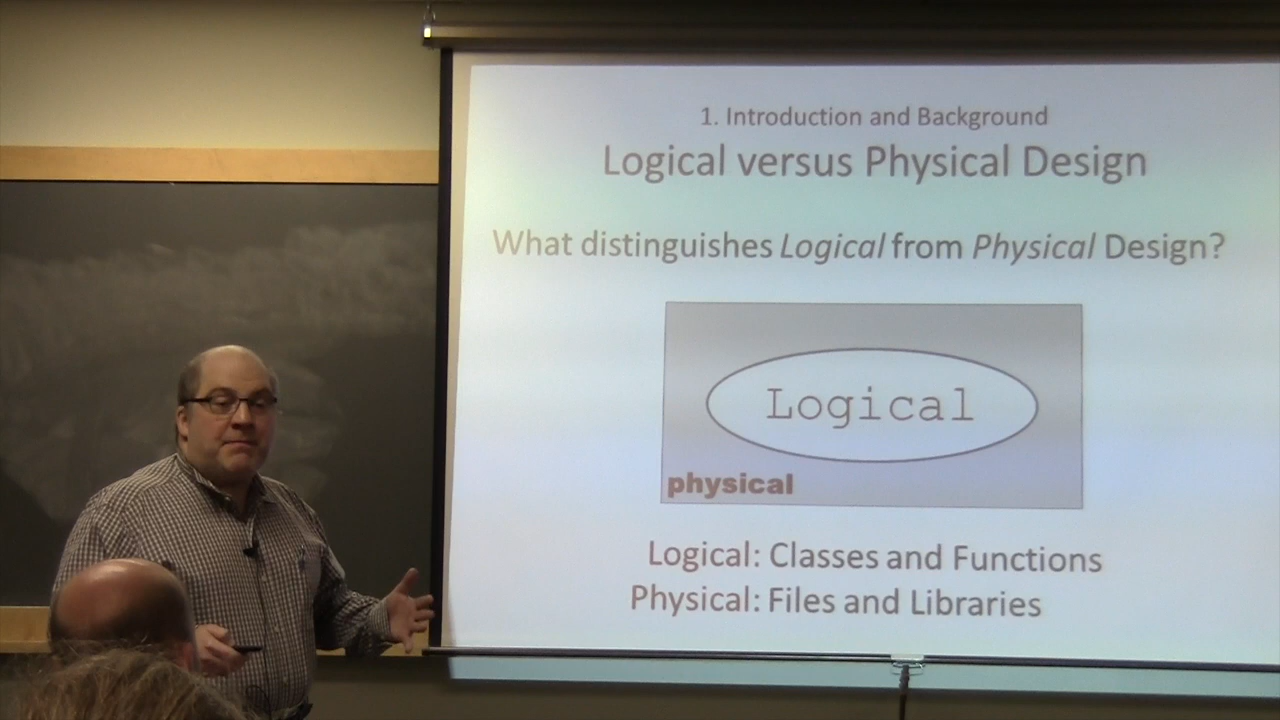 1. Introduction and Background
Logical versus Physical Design
What distinguishes Logical from Physical Design?
Logical
physical
Logical: Classes and Functions
Physical: Files and Libraries